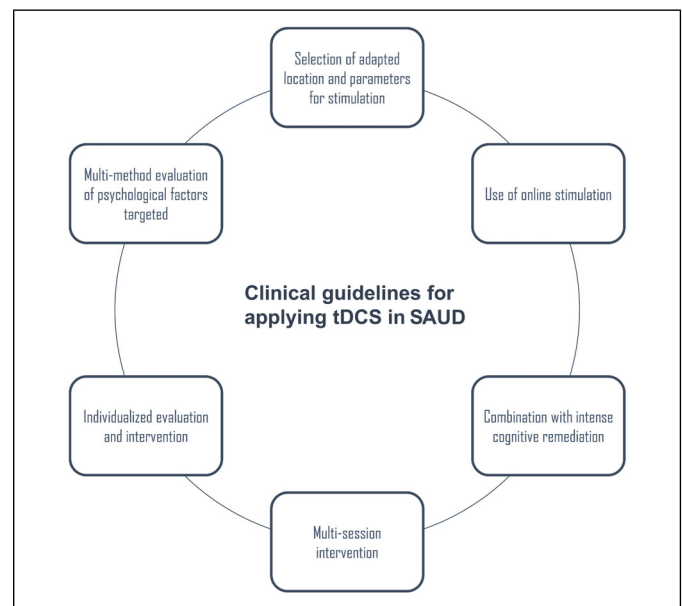 Selection of adapted
location and parameters
for stimulation
Multi-method evaluation
of psychological factors
targeted
Use of online stimulation
Clinical guidelines for
applying tDCS in SAUD
Individualized evaluation
and intervention
Combination with intense
cognitive remediation
Multi-session
intervention